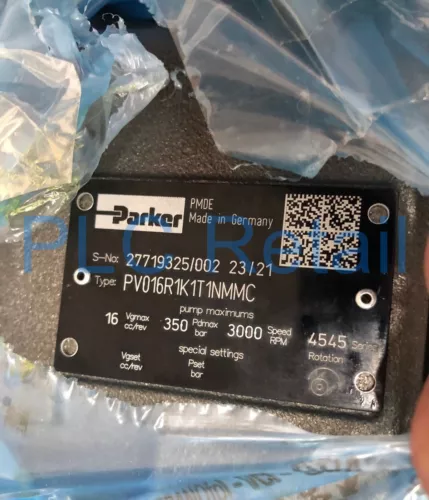 Parker
PMDE
Made in Germany
S-No: 27719325/002 23/21
Type: PV016R1K1T1NMMC
pump maximums
16 Vgmax cc/rev 350 Pdmax bar 3000 Speed RPM 4545 Series
Rotation
special settings
Vgset cc/rev
Pset bar
PLC Retail